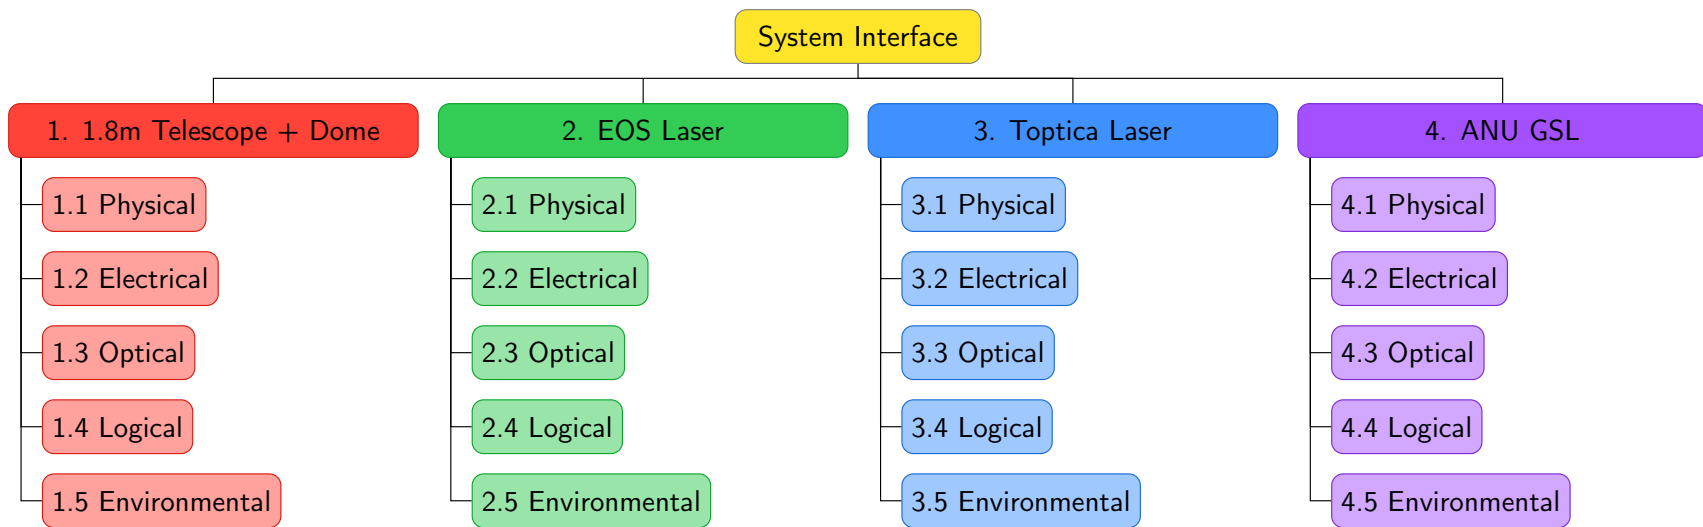 System Interface
1. 1.8m Telescope + Dome
1.1 Physical
1.2 Electrical
1.3 Optical
1.4 Logical
1.5 Environmental
2. EOS Laser
2.1 Physical
2.2 Electrical
2.3 Optical
2.4 Logical
2.5 Environmental
3. Toptica Laser
3.1 Physical
3.2 Electrical
3.3 Optical
3.4 Logical
3.5 Environmental
4. ANU GSL
4.1 Physical
4.2 Electrical
4.3 Optical
4.4 Logical
4.5 Environmental